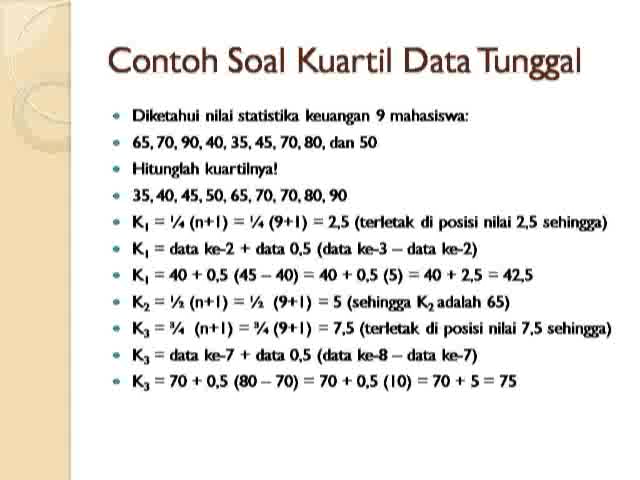 Contoh Soal Kuartil Data Tunggal
• Diketahui nilai statistika keuangan 9 mahasiswa:
• 65, 70, 90, 40, 35, 45, 70, 80, dan 50
• Hitunglah kuartilnya!
• 35, 40, 45, 50, 65, 70, 70, 80, 90
• K₁ = ¼ (n+1) = ¼ (9+1) = 2,5 (terletak di posisi nilai 2,5 sehingga)
• K₁ = data ke-2 + data 0,5 (data ke-3 – data ke-2)
• K₁ = 40 + 0,5 (45 – 40) = 40 + 0,5 (5) = 40 + 2,5 = 42,5
• K₂ = ½ (n+1) = ½ (9+1) = 5 (sehingga K₂ adalah 65)
• K₃ = ¾ (n+1) = ¾ (9+1) = 7,5 (terletak di posisi nilai 7,5 sehingga)
• K₃ = data ke-7 + data 0,5 (data ke-8 – data ke-7)
• K₃ = 70 + 0,5 (80 – 70) = 70 + 0,5 (10) = 70 + 5 = 75